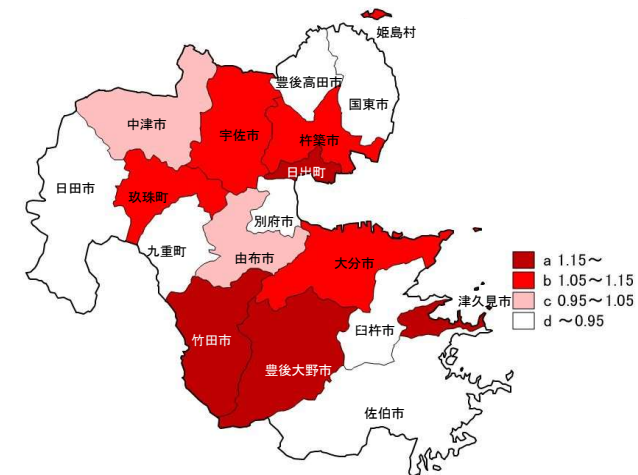 姫島村
豊後高田市
国東市
中津市
宇佐市
杵築市
日出町
日田市
玖珠町
別府市
九重町
由布市
大分市
a 1.15～
b 1.05～1.15
c 0.95～1.05
d ～0.95
津久見市
竹田市
臼杵市
豊後大野市
佐伯市